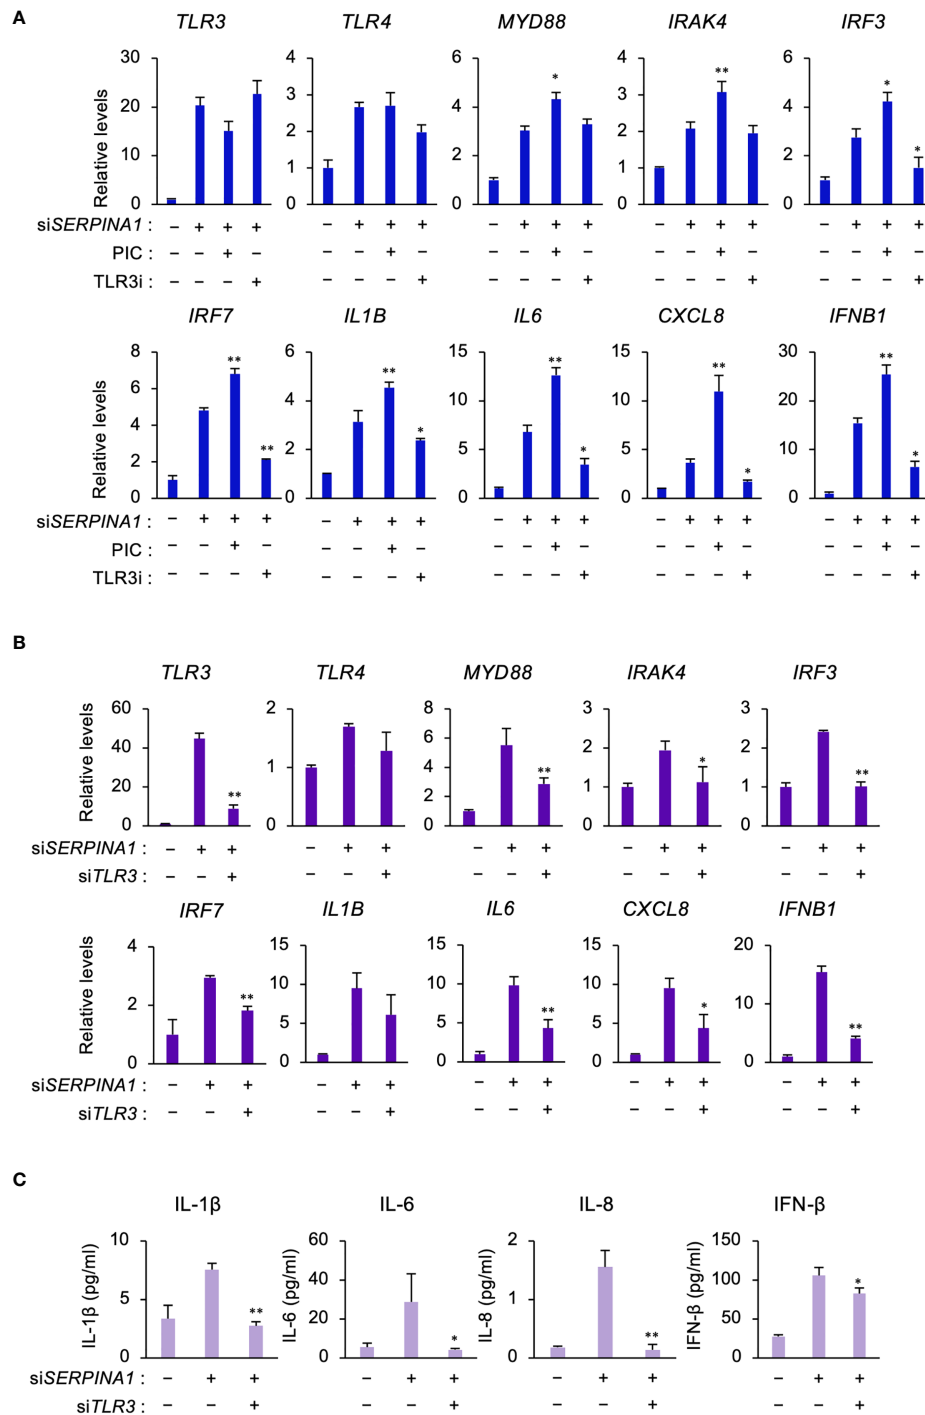 A
TLR3 TLR4 MYD88 IRAK4 IRF3
Relative levels
30 20 10 0
4 3 2 1 0
6 4 2 0
4 3 2 1 0
6 4 2 0
* ** * *
siSERPINA1 : – + + + – + + + – + + + – + + + – + + +
PIC : – – + – – – + – – – + – – – + – – – + –
TLR3i : – – – + – – – + – – – + – – – + – – – +
IRF7 IL1B IL6 CXCL8 IFNB1
Relative levels
8 6 4 2 0
6 4 2 0
15 10 5 0
15 10 5 0
30 20 10 0
** ** ** * ** * ** * ** *
siSERPINA1 : – + + + – + + + – + + + – + + + – + + +
PIC : – – + – – – + – – – + – – – + – – – + –
TLR3i : – – – + – – – + – – – + – – – + – – – +
B
TLR3 TLR4 MYD88 IRAK4 IRF3
Relative levels
60 40 20 0
2 1 0
8 6 4 2 0
3 2 1 0
3 2 1 0
** ** * **
siSERPINA1 : – + + – + + – + + – + + – + +
siTLR3 : – – + – – + – – + – – + – – +
IRF7 IL1B IL6 CXCL8 IFNB1
Relative levels
4 2 0
15 10 5 0
15 10 5 0
15 10 5 0
20 10 0
** ** * **
siSERPINA1 : – + + – + + – + + – + + – + +
siTLR3 : – – + – – + – – + – – + – – +
C
IL-1β IL-6 IL-8 IFN-β
IL-1β (pg/ml)
10 5 0
IL-6 (pg/ml)
60 40 20 0
IL-8 (pg/ml)
2 1 0
IFN-β (pg/ml)
150 100 50 0
** * ** *
siSERPINA1 : – + + – + + – + + – + +
siTLR3 : – – + – – + – – + – – +